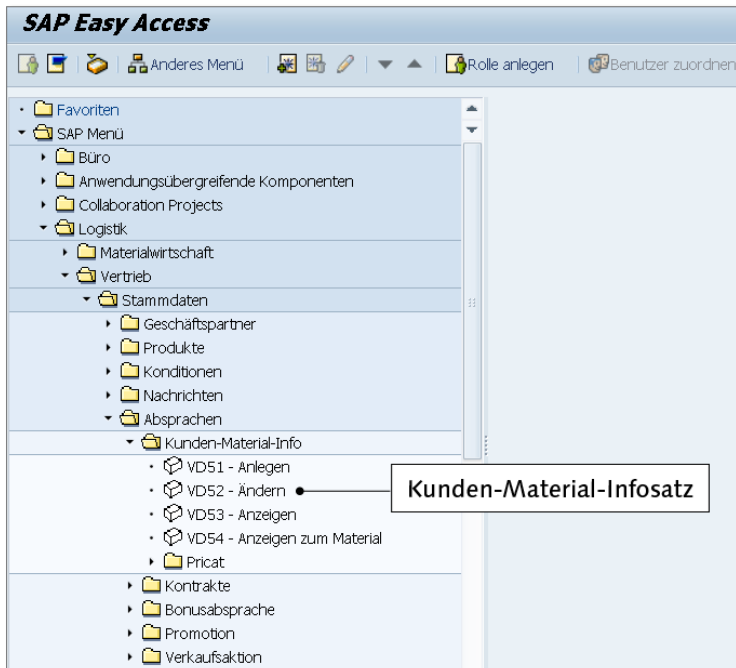 SAP Easy Access
Anderes Menü Rolle anlegen Benutzer zuordnen
Favoriten
SAP Menü
Büro
Anwendungsübergreifende Komponenten
Collaboration Projects
Logistik
Materialwirtschaft
Vertrieb
Stammdaten
Geschäftspartner
Produkte
Konditionen
Nachrichten
Absprachen
Kunden-Material-Info
VD51 - Anlegen
VD52 - Ändern
Kunden-Material-Infosatz
VD53 - Anzeigen
VD54 - Anzeigen zum Material
Pricat
Kontrakte
Bonusabsprache
Promotion
Verkaufsaktion